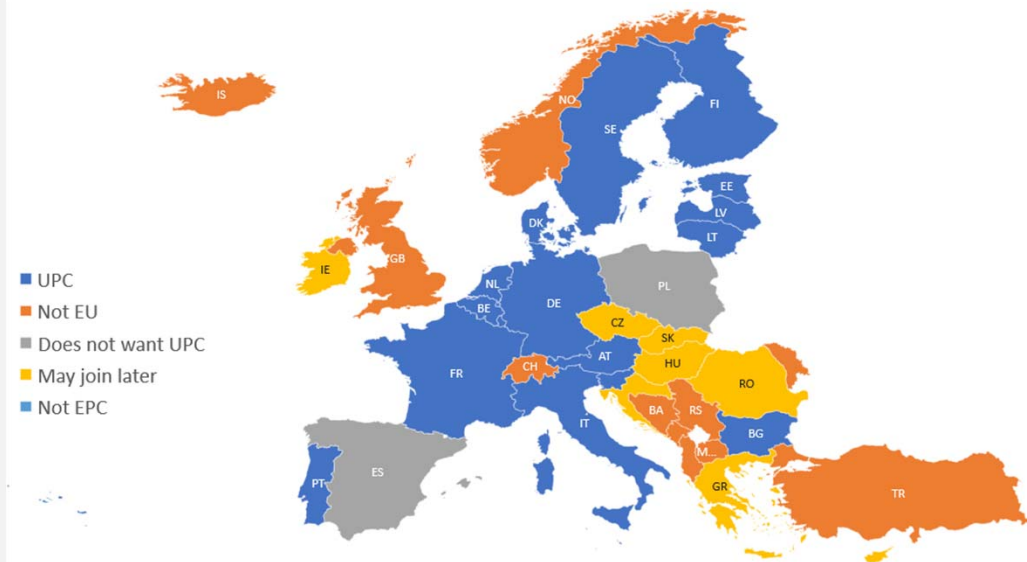 UPC
Not EU
Does not want UPC
May join later
Not EPC
IS
NO
SE
FI
EE
LV
LT
DK
IE
GB
NL
BE
DE
PL
CZ
SK
AT
HU
FR
CH
RO
IT
BA
RS
BG
M...
PT
ES
GR
TR